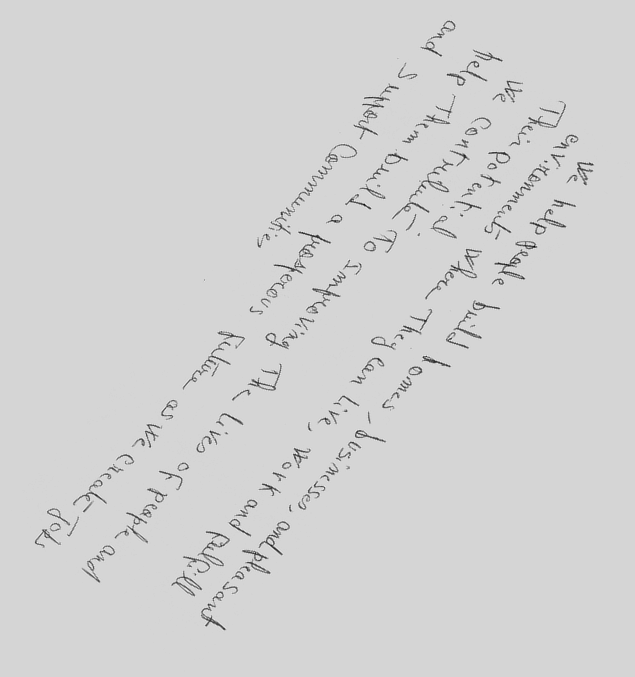 We help people build homes, businesses, and pleasant
environments where They can live, work and fulfill
Their potential.
We contribute To Improving The lives of people and
help Them build a prosperous future as we create Jobs
and support Communities